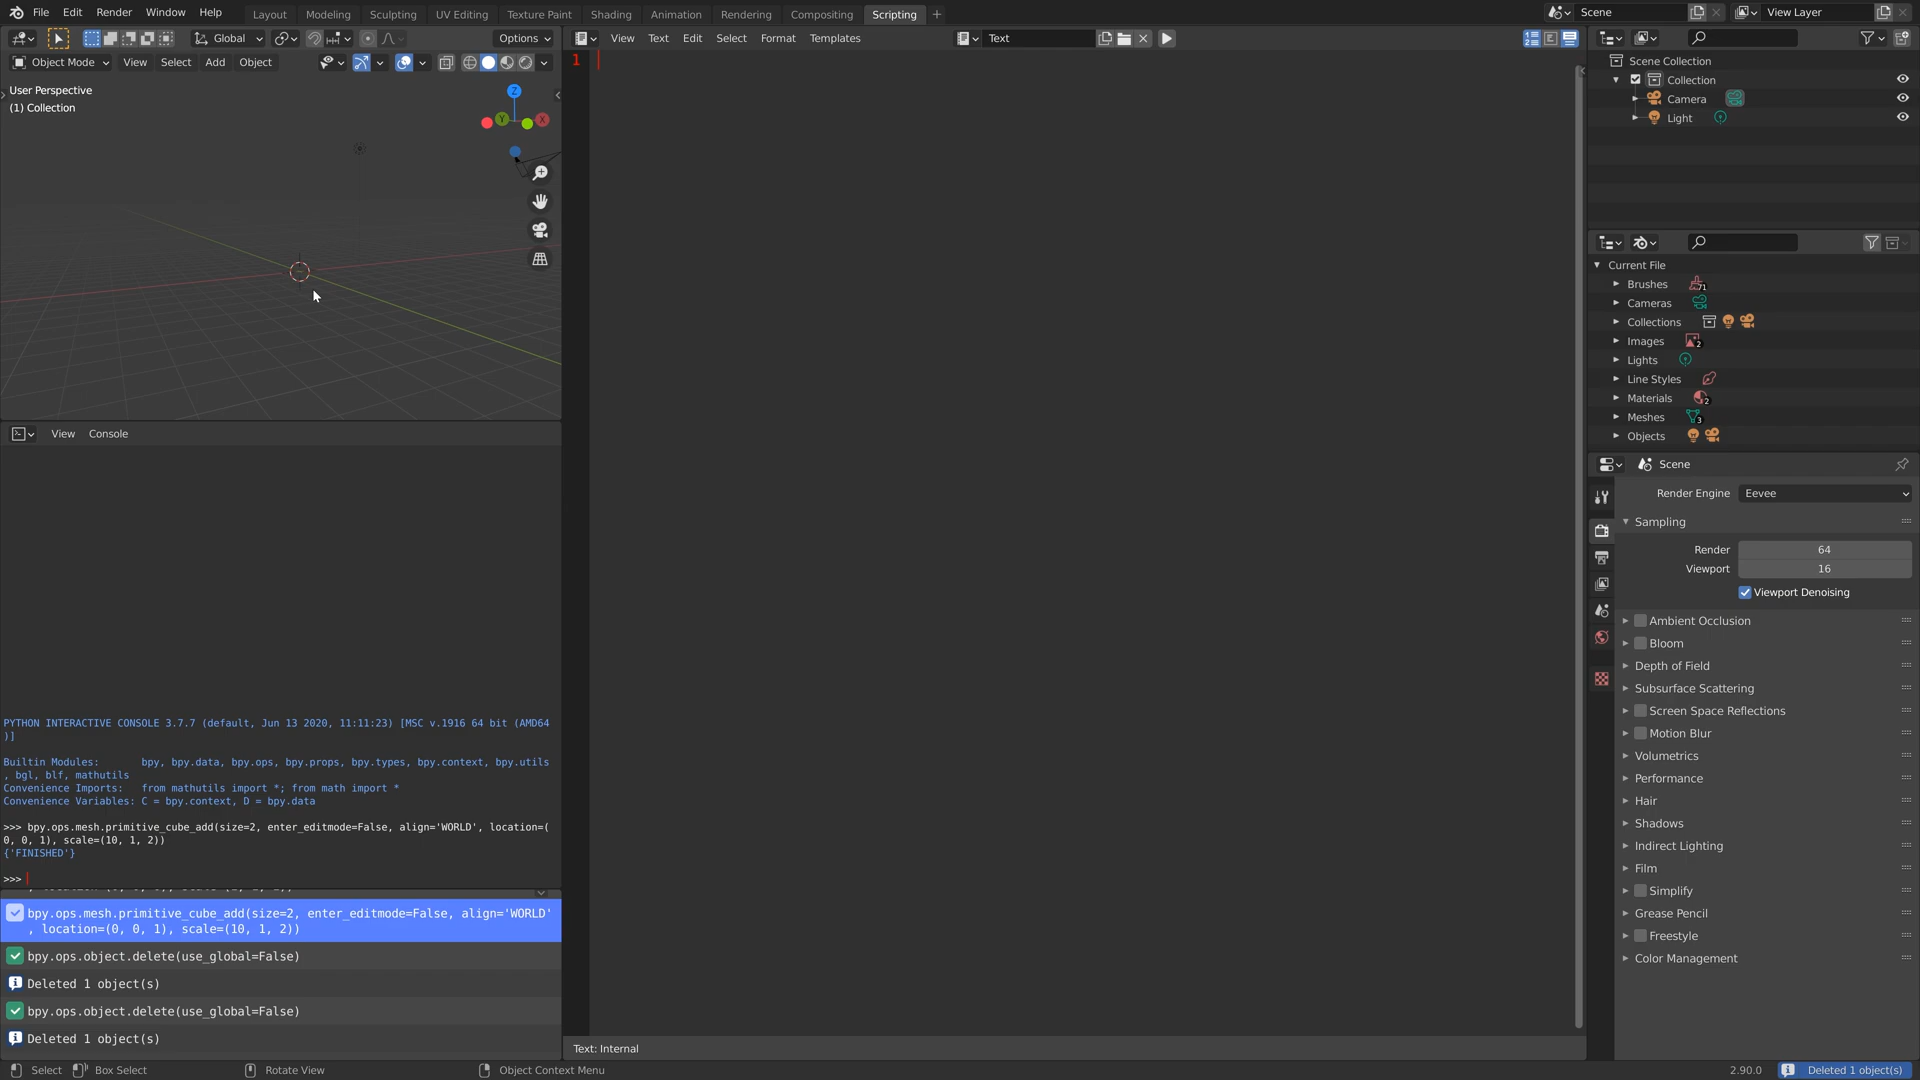 File Edit Render Window Help Layout Modeling Sculpting UV Editing Texture Paint Shading Animation Rendering Compositing Scripting + Scene View Layer
Global Options
Object Mode View Select Add Object
User Perspective
(1) Collection
Z
Y
X
View Text Edit Select Format Templates Text
1
Scene Collection
Collection
Camera
Light
Current File
Brushes 71
Cameras
Collections
Images 2
Lights
Line Styles
Materials 2
Meshes 3
Objects
View Console
PYTHON INTERACTIVE CONSOLE 3.7.7 (default, Jun 13 2020, 11:11:23) [MSC v.1916 64 bit (AMD64
)]
Builtin Modules:      bpy, bpy.data, bpy.ops, bpy.props, bpy.types, bpy.context, bpy.utils
, bgl, blf, mathutils
Convenience Imports:   from mathutils import *; from math import *
Convenience Variables: C = bpy.context, D = bpy.data
>>> bpy.ops.mesh.primitive_cube_add(size=2, enter_editmode=False, align='WORLD', location=(
0, 0, 1), scale=(10, 1, 2))
{'FINISHED'}
>>>
bpy.ops.mesh.primitive_cube_add(size=2, enter_editmode=False, align='WORLD'
, location=(0, 0, 1), scale=(10, 1, 2))
bpy.ops.object.delete(use_global=False)
Deleted 1 object(s)
bpy.ops.object.delete(use_global=False)
Deleted 1 object(s)
Text: Internal
Scene
Render Engine Eevee
Sampling
Render 64
Viewport 16
Viewport Denoising
Ambient Occlusion
Bloom
Depth of Field
Subsurface Scattering
Screen Space Reflections
Motion Blur
Volumetrics
Performance
Hair
Shadows
Indirect Lighting
Film
Simplify
Grease Pencil
Freestyle
Color Management
Select Box Select Rotate View Object Context Menu 2.90.0 Deleted 1 object(s)